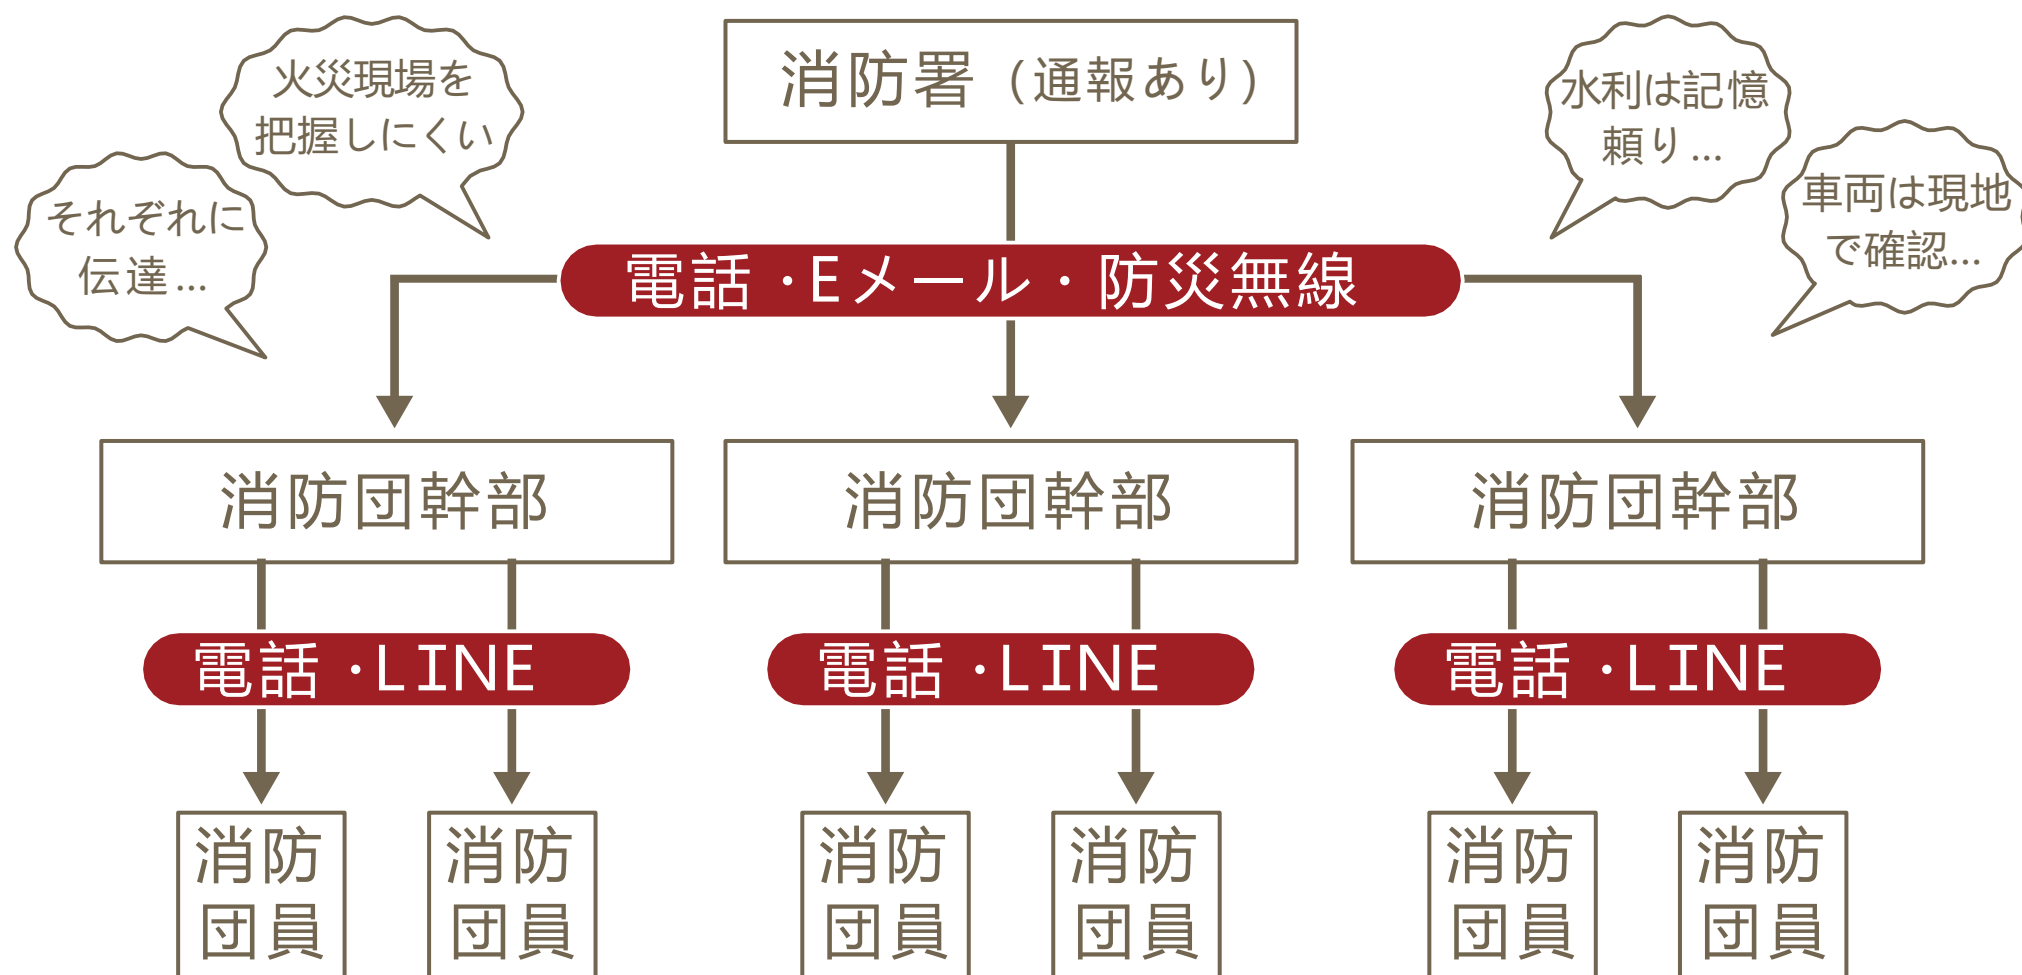 火災現場を
把握しにくい
それぞれに
伝達…
消防署（通報あり）
水利は記憶
頼り…
車両は現地
で確認…
電話・Eメール・防災無線
消防団幹部
消防団幹部
消防団幹部
電話・LINE
電話・LINE
電話・LINE
消防
団員
消防
団員
消防
団員
消防
団員
消防
団員
消防
団員